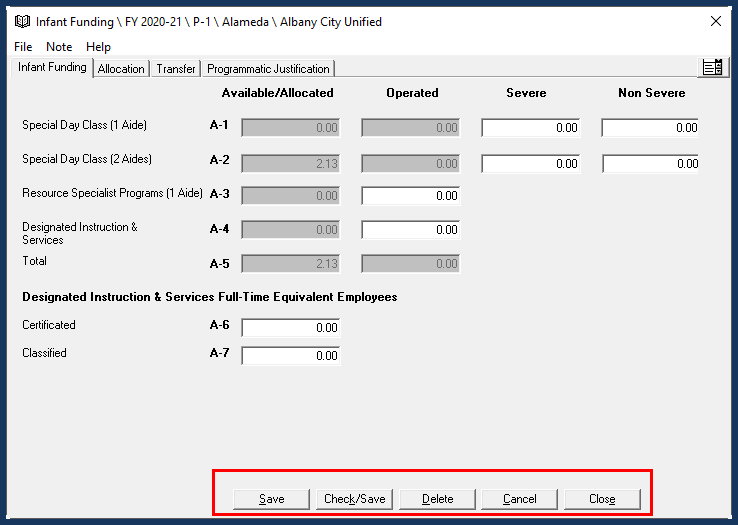 Infant Funding \ FY 2020-21 \ P-1 \ Alameda \ Albany City Unified
File Note Help
Infant Funding Allocation Transfer Programmatic Justification
Available/Allocated Operated Severe Non Severe
Special Day Class (1 Aide) A-1 0.00 0.00 0.00 0.00
Special Day Class (2 Aides) A-2 2.13 0.00 0.00 0.00
Resource Specialist Programs (1 Aide) A-3 0.00 0.00
Designated Instruction & A-4 0.00 0.00
Services
Total A-5 2.13 0.00
Designated Instruction & Services Full-Time Equivalent Employees
Certificated A-6 0.00
Classified A-7 0.00
Save Check/Save Delete Cancel Close